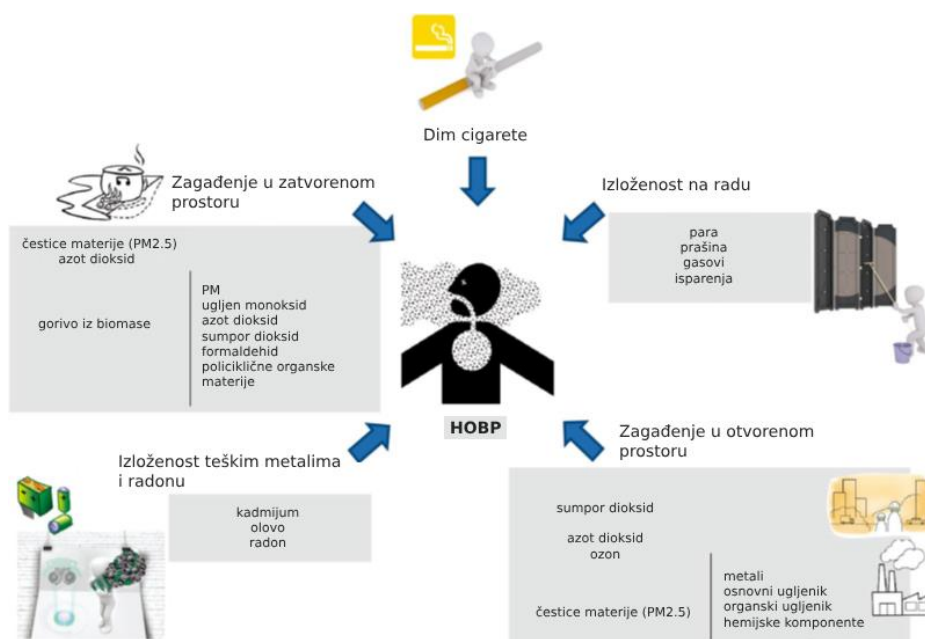 Dim cigarete
Zagađenje u zatvorenom
prostoru
čestice materije (PM2.5)
azot dioksid
gorivo iz biomase
PM
ugljen monoksid
azot dioksid
sumpor dioksid
formaldehid
policiklične organske
materije
Izloženost na radu
para
prašina
gasovi
isparenja
HOBP
Izloženost teškim metalima
i radonu
kadmijum
olovo
radon
Zagađenje u otvorenom
prostoru
sumpor dioksid
azot dioksid
ozon
čestice materije (PM2.5)
metali
osnovni ugljenik
organski ugljenik
hemijske komponente